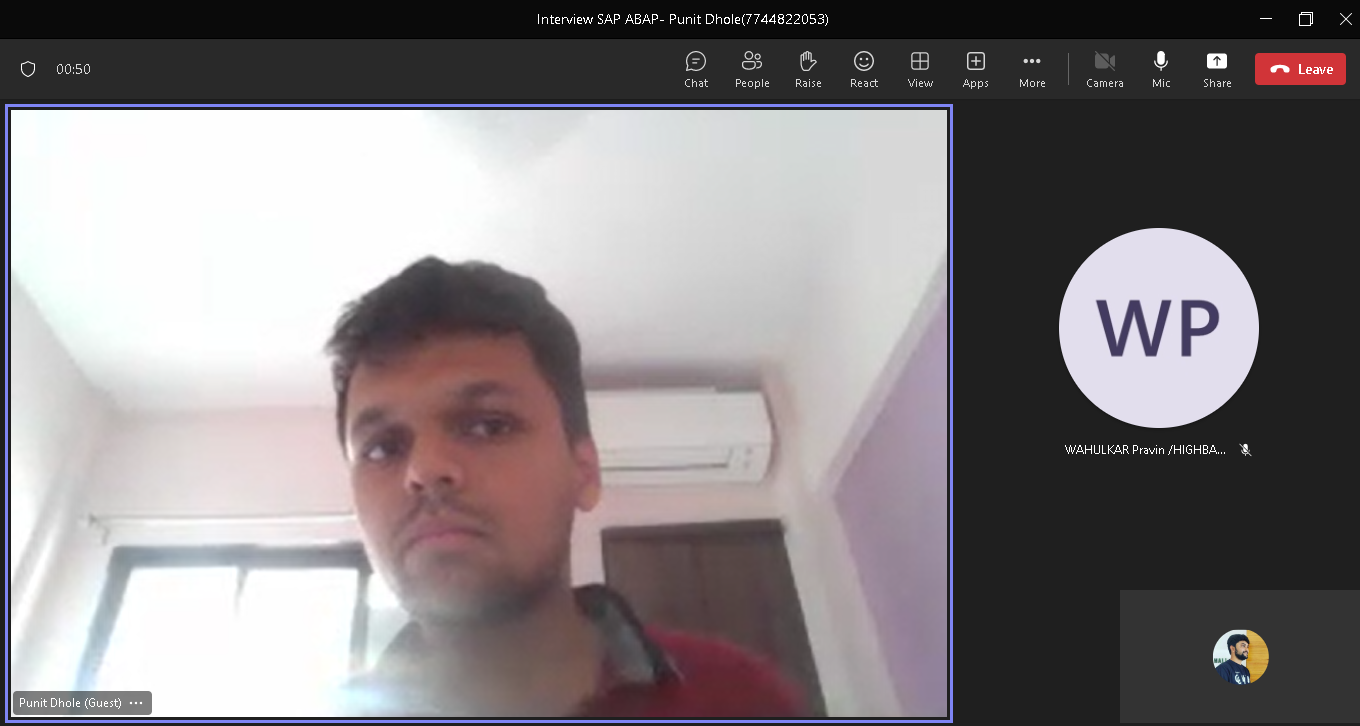 Interview SAP ABAP- Punit Dhole(7744822053)
00:50
Chat People Raise React View Apps More Camera Mic Share Leave
WP
WAHULKAR Pravin /HIGHBA...
Punit Dhole (Guest)